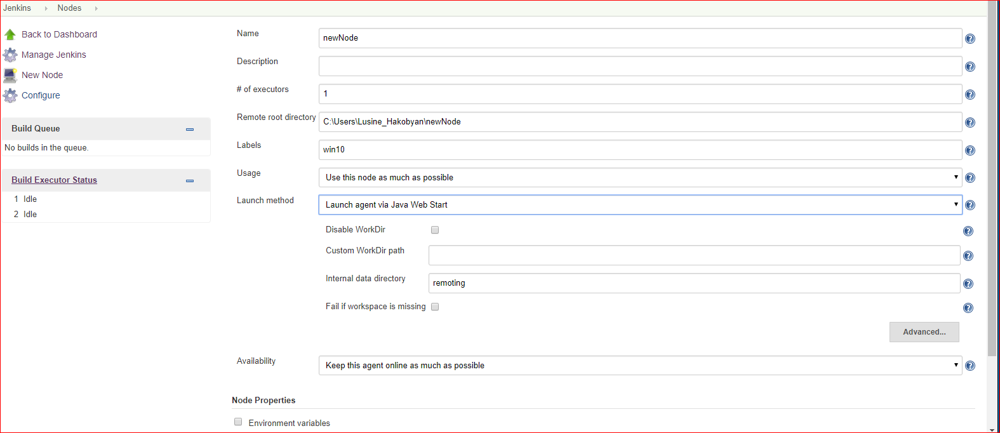 Jenkins Nodes
Back to Dashboard
Manage Jenkins
New Node
Configure
Build Queue
No builds in the queue.
Build Executor Status
1 Idle
2 Idle
Name newNode
Description
# of executors 1
Remote root directory C:\Users\Lusine_Hakobyan\newNode
Labels win10
Usage Use this node as much as possible
Launch method Launch agent via Java Web Start
Disable WorkDir
Custom WorkDir path
Internal data directory remoting
Fail if workspace is missing
Advanced...
Availability Keep this agent online as much as possible
Node Properties
Environment variables